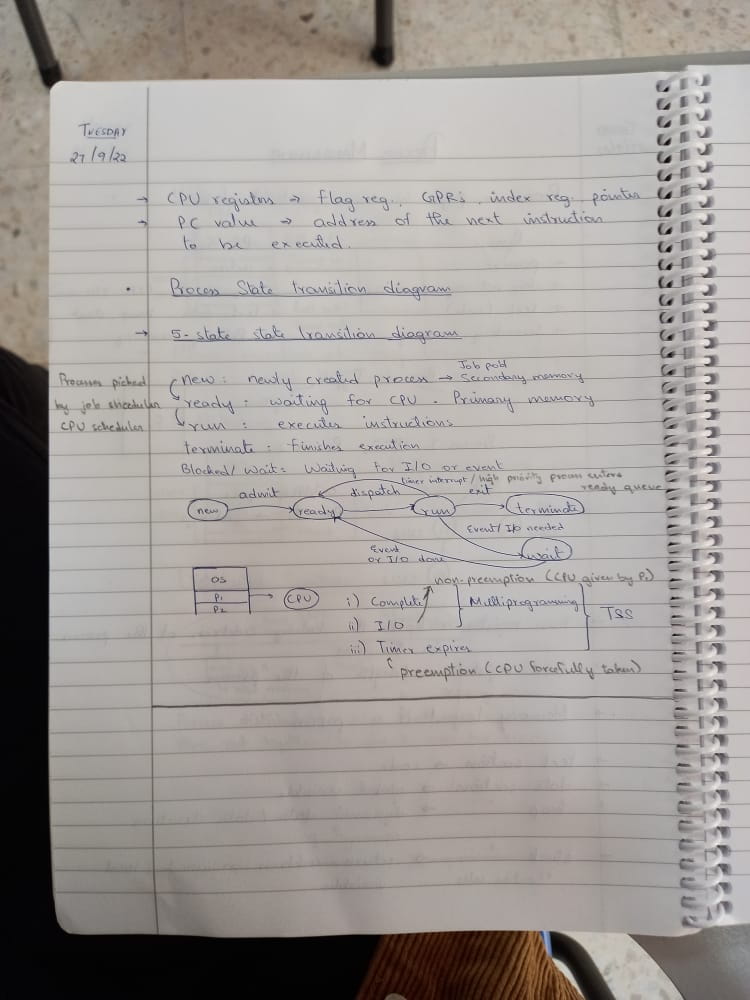 TUESDAY
27/9/22
→ CPU registers → flag reg., GPRs, index reg. pointer
→ PC value → address of the next instruction
to be executed.
• Process State transition diagram
→ 5-state state transition diagram
Job pool
Processes picked
by job sheeduler
CPU scheduler
new : newly created process → Secondary memory
ready : waiting for CPU . Primary memory
run : executes instructions
terminate : finishes execution
Blocked/ Wait : Waiting for I/O or event
timer interrupt / high priority process enters
ready queue
admit dispatch exit
new ready run terminate
Event/ I/O needed
wait
Event
or I/O done
non-preemption (CPU given by P1)
OS
P1
P2
CPU
i) Complete
ii) I/O
Multiprogramming
TSS
iii) Timer expires
preemption (CPU forcefully taken)